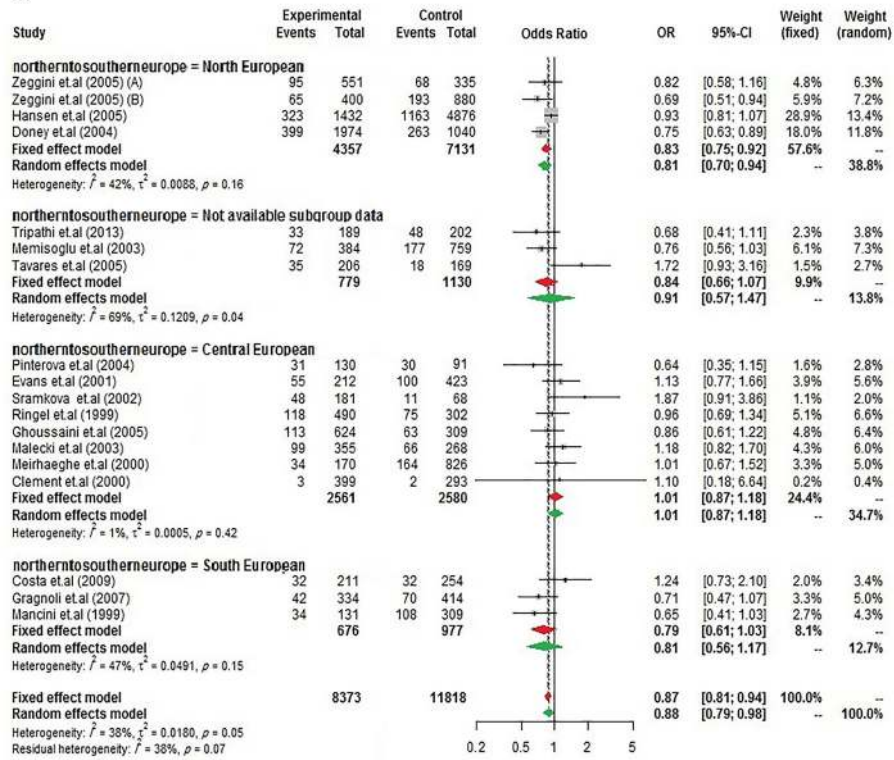 Experimental Control Weight Weight
Study Events Total Events Total Odds Ratio OR 95%-CI (fixed) (random)
northerntosoutherneurope = North European
Zeggini et.al (2005) (A) 95 551 68 335 0.82 [0.58; 1.16] 4.8% 6.3%
Zeggini et.al (2005) (B) 65 400 193 880 0.69 [0.51; 0.94] 5.9% 7.2%
Hansen et.al (2005) 323 1432 1163 4876 0.93 [0.81; 1.07] 28.9% 13.4%
Doney et.al (2004) 399 1974 263 1040 0.75 [0.63; 0.89] 18.0% 11.8%
Fixed effect model 4357 7131 0.83 [0.75; 0.92] 57.6% --
Random effects model 0.81 [0.70; 0.94] -- 38.8%
Heterogeneity: I² = 42%, τ² = 0.0088, p = 0.16
northerntosoutherneurope = Not available subgroup data
Tripathi et.al (2013) 33 189 48 202 0.68 [0.41; 1.11] 2.3% 3.8%
Memisoglu et.al (2003) 72 384 177 759 0.76 [0.56; 1.03] 6.1% 7.3%
Tavares et.al (2005) 35 206 18 169 1.72 [0.93; 3.16] 1.5% 2.7%
Fixed effect model 779 1130 0.84 [0.66; 1.07] 9.9% --
Random effects model 0.91 [0.57; 1.47] -- 13.8%
Heterogeneity: I² = 69%, τ² = 0.1209, p = 0.04
northerntosoutherneurope = Central European
Pinterova et.al (2004) 31 130 30 91 0.64 [0.35; 1.15] 1.6% 2.8%
Evans et.al (2001) 55 212 100 423 1.13 [0.77; 1.66] 3.9% 5.6%
Sramkova et.al (2002) 48 181 11 68 1.87 [0.91; 3.86] 1.1% 2.0%
Ringel et.al (1999) 118 490 75 302 0.96 [0.69; 1.34] 5.1% 6.6%
Ghoussaini et.al (2005) 113 624 63 309 0.86 [0.61; 1.22] 4.8% 6.4%
Malecki et.al (2003) 99 355 66 268 1.18 [0.82; 1.70] 4.3% 6.0%
Meirhaeghe et.al (2000) 34 170 164 826 1.01 [0.67; 1.52] 3.3% 5.0%
Clement et.al (2000) 3 399 2 293 1.10 [0.18; 6.64] 0.2% 0.4%
Fixed effect model 2561 2580 1.01 [0.87; 1.18] 24.4% --
Random effects model 1.01 [0.87; 1.18] -- 34.7%
Heterogeneity: I² = 1%, τ² = 0.0005, p = 0.42
northerntosoutherneurope = South European
Costa et.al (2009) 32 211 32 254 1.24 [0.73; 2.10] 2.0% 3.4%
Gragnoli et.al (2007) 42 334 70 414 0.71 [0.47; 1.07] 3.3% 5.0%
Mancini et.al (1999) 34 131 108 309 0.65 [0.41; 1.03] 2.7% 4.3%
Fixed effect model 676 977 0.79 [0.61; 1.03] 8.1% --
Random effects model 0.81 [0.56; 1.17] -- 12.7%
Heterogeneity: I² = 47%, τ² = 0.0491, p = 0.15
Fixed effect model 8373 11818 0.87 [0.81; 0.94] 100.0% --
Random effects model 0.88 [0.79; 0.98] -- 100.0%
Heterogeneity: I² = 38%, τ² = 0.0180, p = 0.05
Residual heterogeneity: I² = 38%, p = 0.07
0.2 0.5 1 2 5